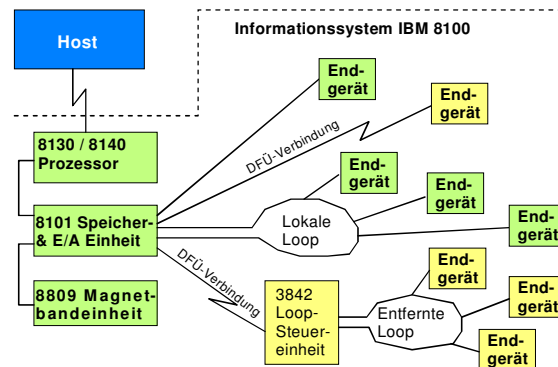 Informationssystem IBM 8100
Host
End-
gerät
End-
gerät
DFÜ-Verbindung
8130 / 8140
Prozessor
End-
gerät
End-
gerät
8101 Speicher-
& E/A Einheit
Lokale
Loop
End-
gerät
DFÜ-Verbindung
8809 Magnet-
bandeinheit
3842
Loop-
Steuer-
einheit
End-
gerät
Entfernte
Loop
End-
gerät
End-
gerät